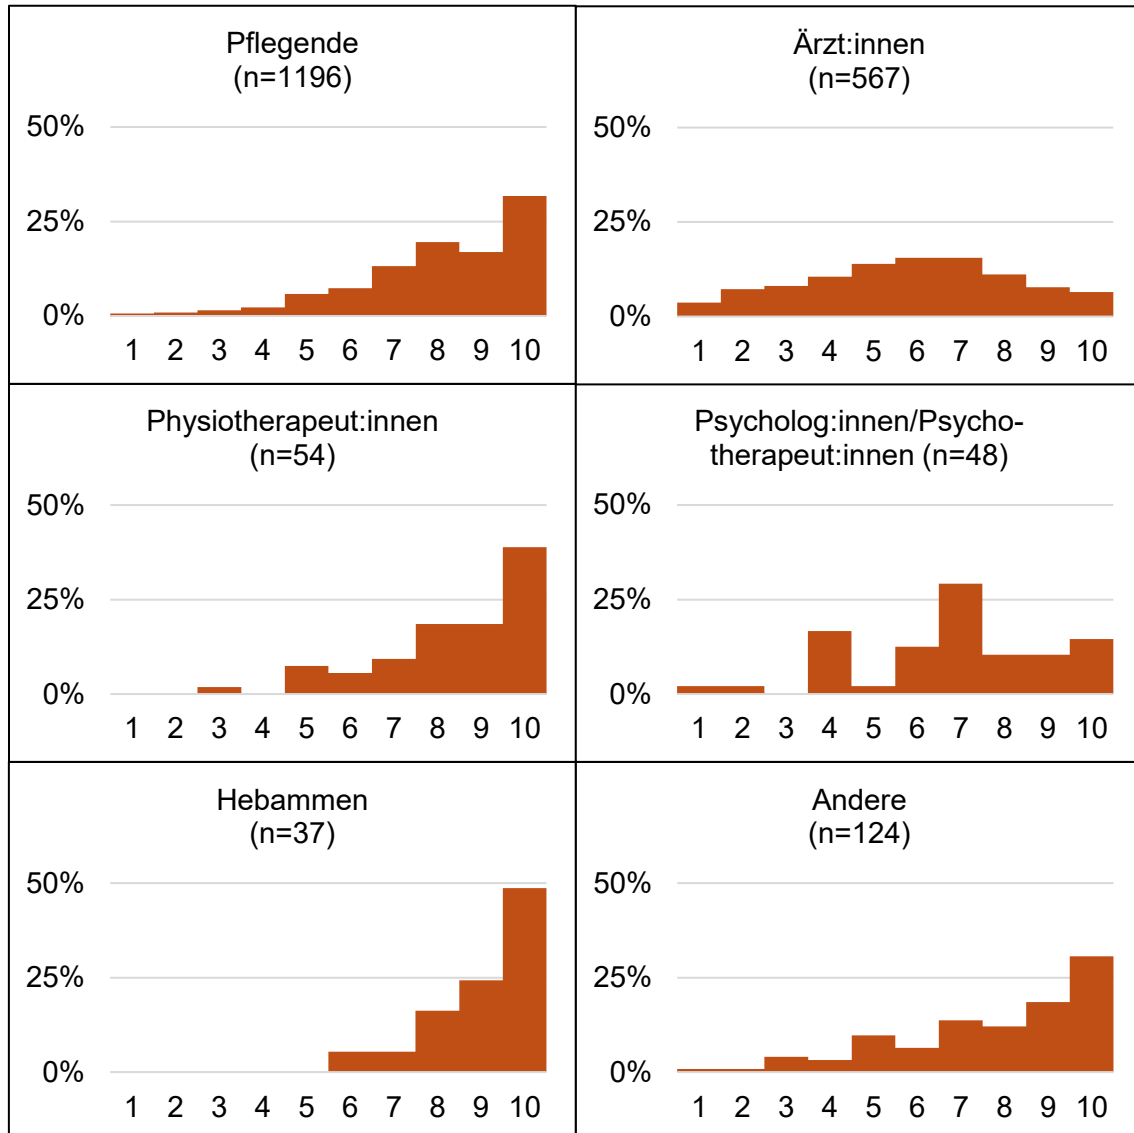 Pflegende
(n=1196)
50%
25%
0%
1 2 3 4 5 6 7 8 9 10
Ärzt:innen
(n=567)
50%
25%
0%
1 2 3 4 5 6 7 8 9 10
Physiotherapeut:innen
(n=54)
50%
25%
0%
1 2 3 4 5 6 7 8 9 10
Psycholog:innen/Psycho-
therapeut:innen (n=48)
50%
25%
0%
1 2 3 4 5 6 7 8 9 10
Hebammen
(n=37)
50%
25%
0%
1 2 3 4 5 6 7 8 9 10
Andere
(n=124)
50%
25%
0%
1 2 3 4 5 6 7 8 9 10